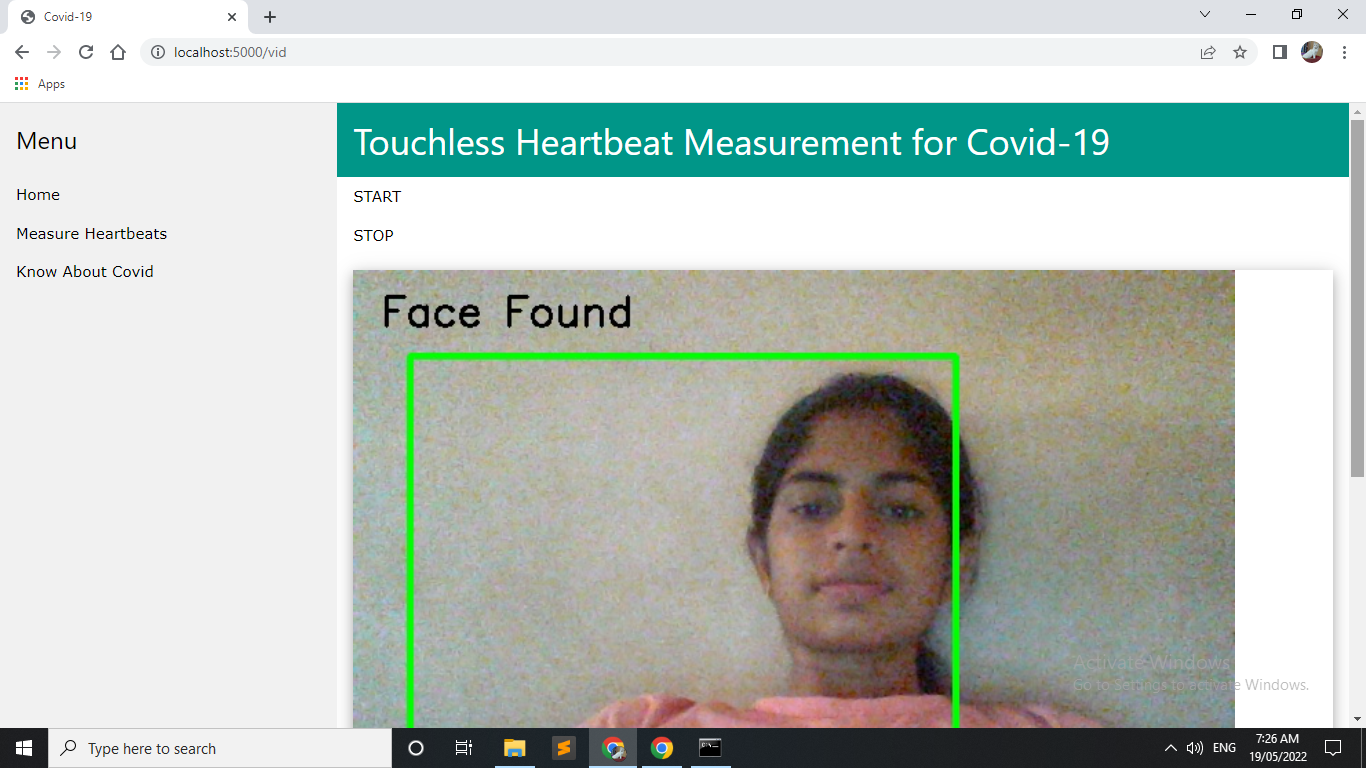 Covid-19
localhost:5000/vid
Apps
Menu
Home
Measure Heartbeats
Know About Covid
Touchless Heartbeat Measurement for Covid-19
START
STOP
Face Found
Activate Windows
Go to Settings to activate Windows.
Type here to search
ENG
7:26 AM
19/05/2022